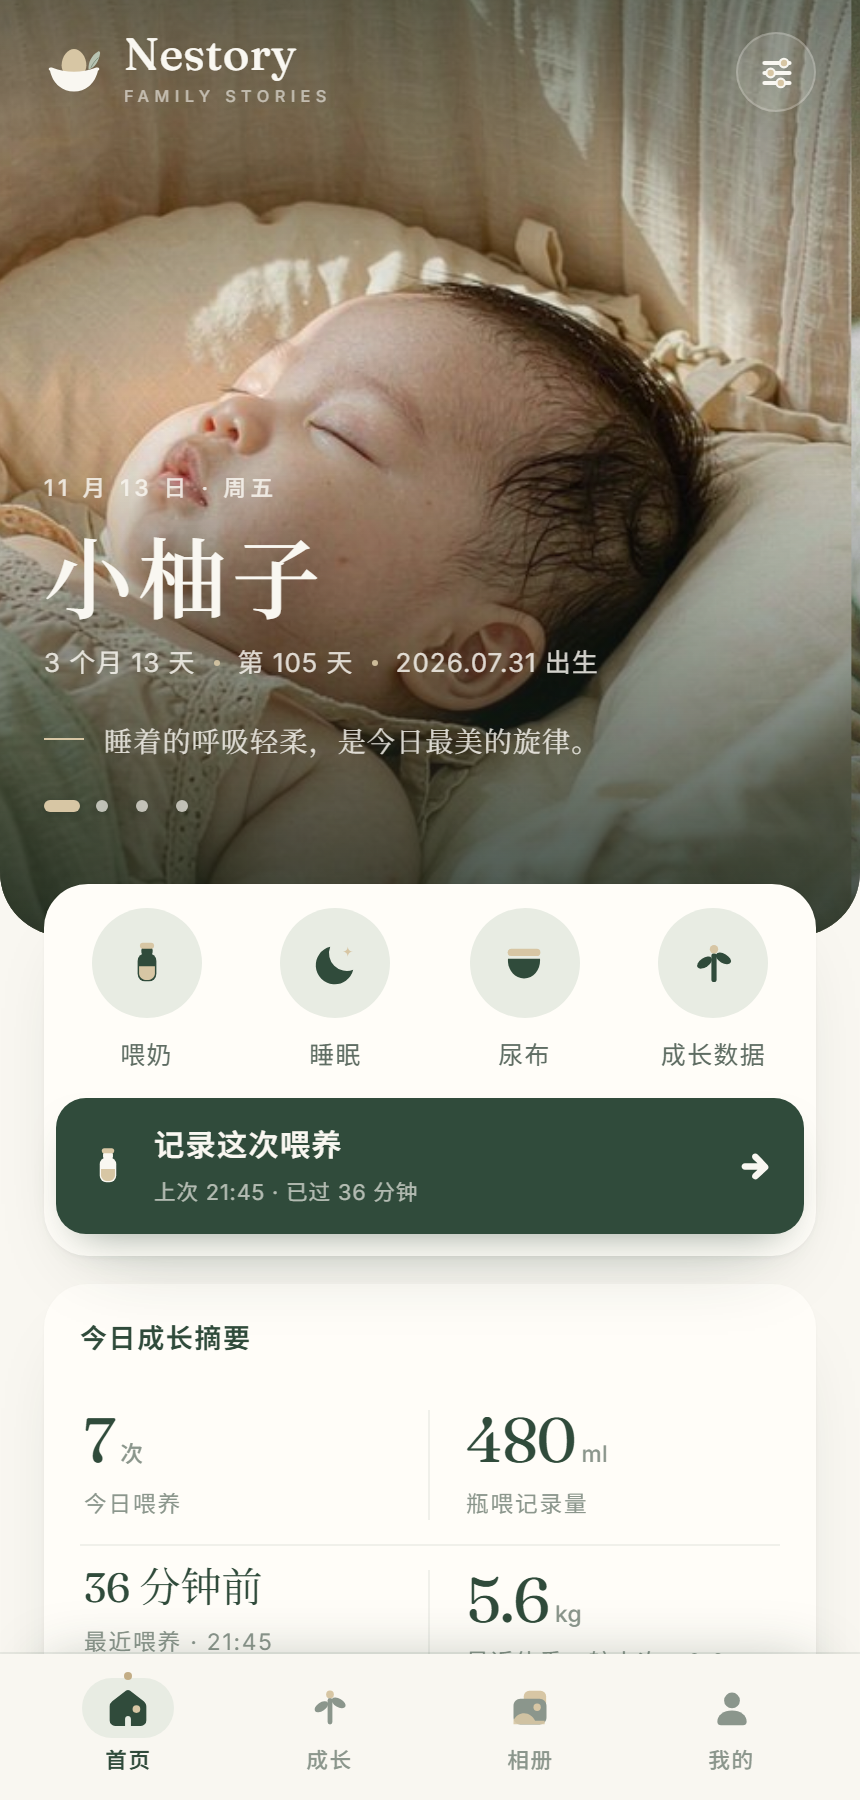 Nestory
FAMILY STORIES
11 月 13 日 · 周五
小柚子
3 个月 13 天 • 第 105 天 • 2026.07.31 出生
睡着的呼吸轻柔，是今日最美的旋律。
喂奶
睡眠
尿布
成长数据
记录这次喂养
上次 21:45 · 已过 36 分钟
今日成长摘要
7 次
480 ml
今日喂养
瓶喂记录量
36 分钟前
5.6 kg
最近喂养 · 21:45
首页
成长
相册
我的